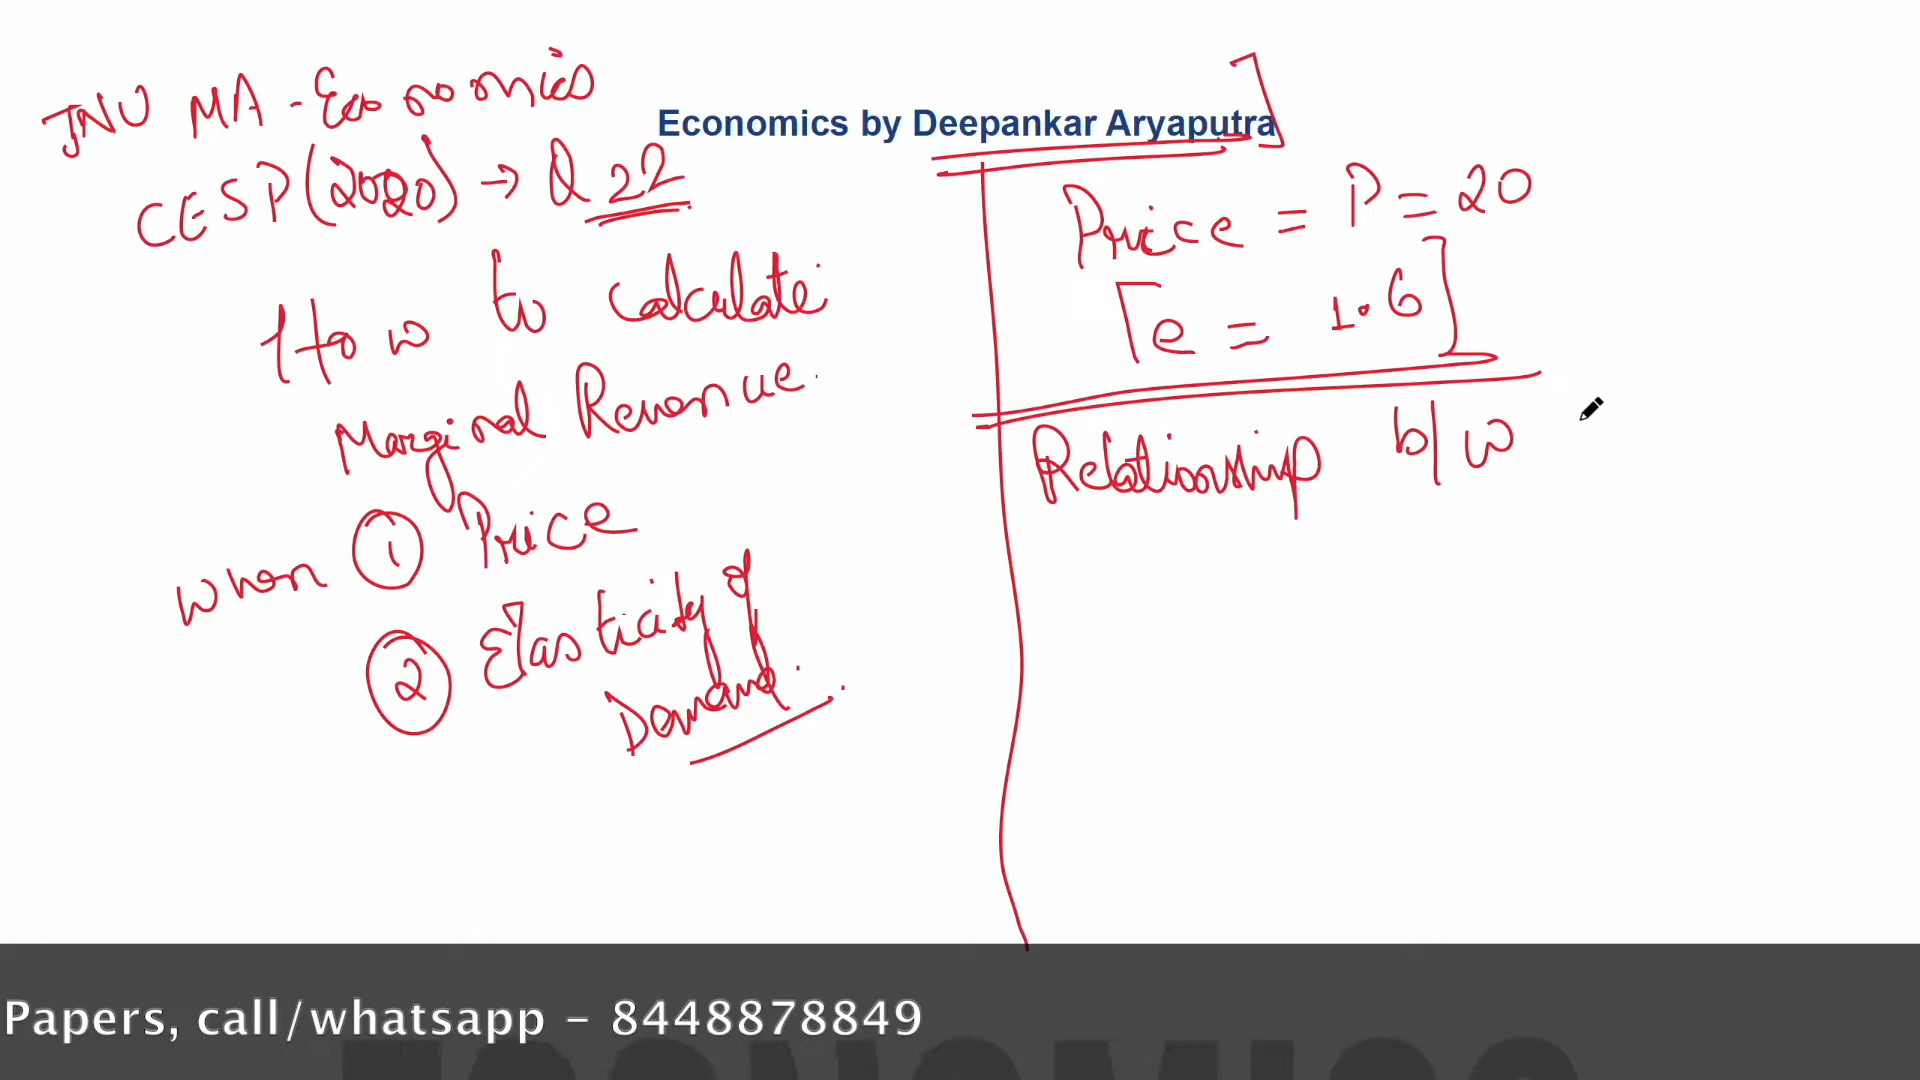 JNU MA - Economics
Economics by Deepankar Aryaputra
CESP (2020) → Q 22
How to calculate
Marginal Revenue.
when ① Price
② Elasticity of
Demand.
Price = P = 20
[e = 1.6]
Relationship b/w
Papers, call/whatsapp – 8448878849